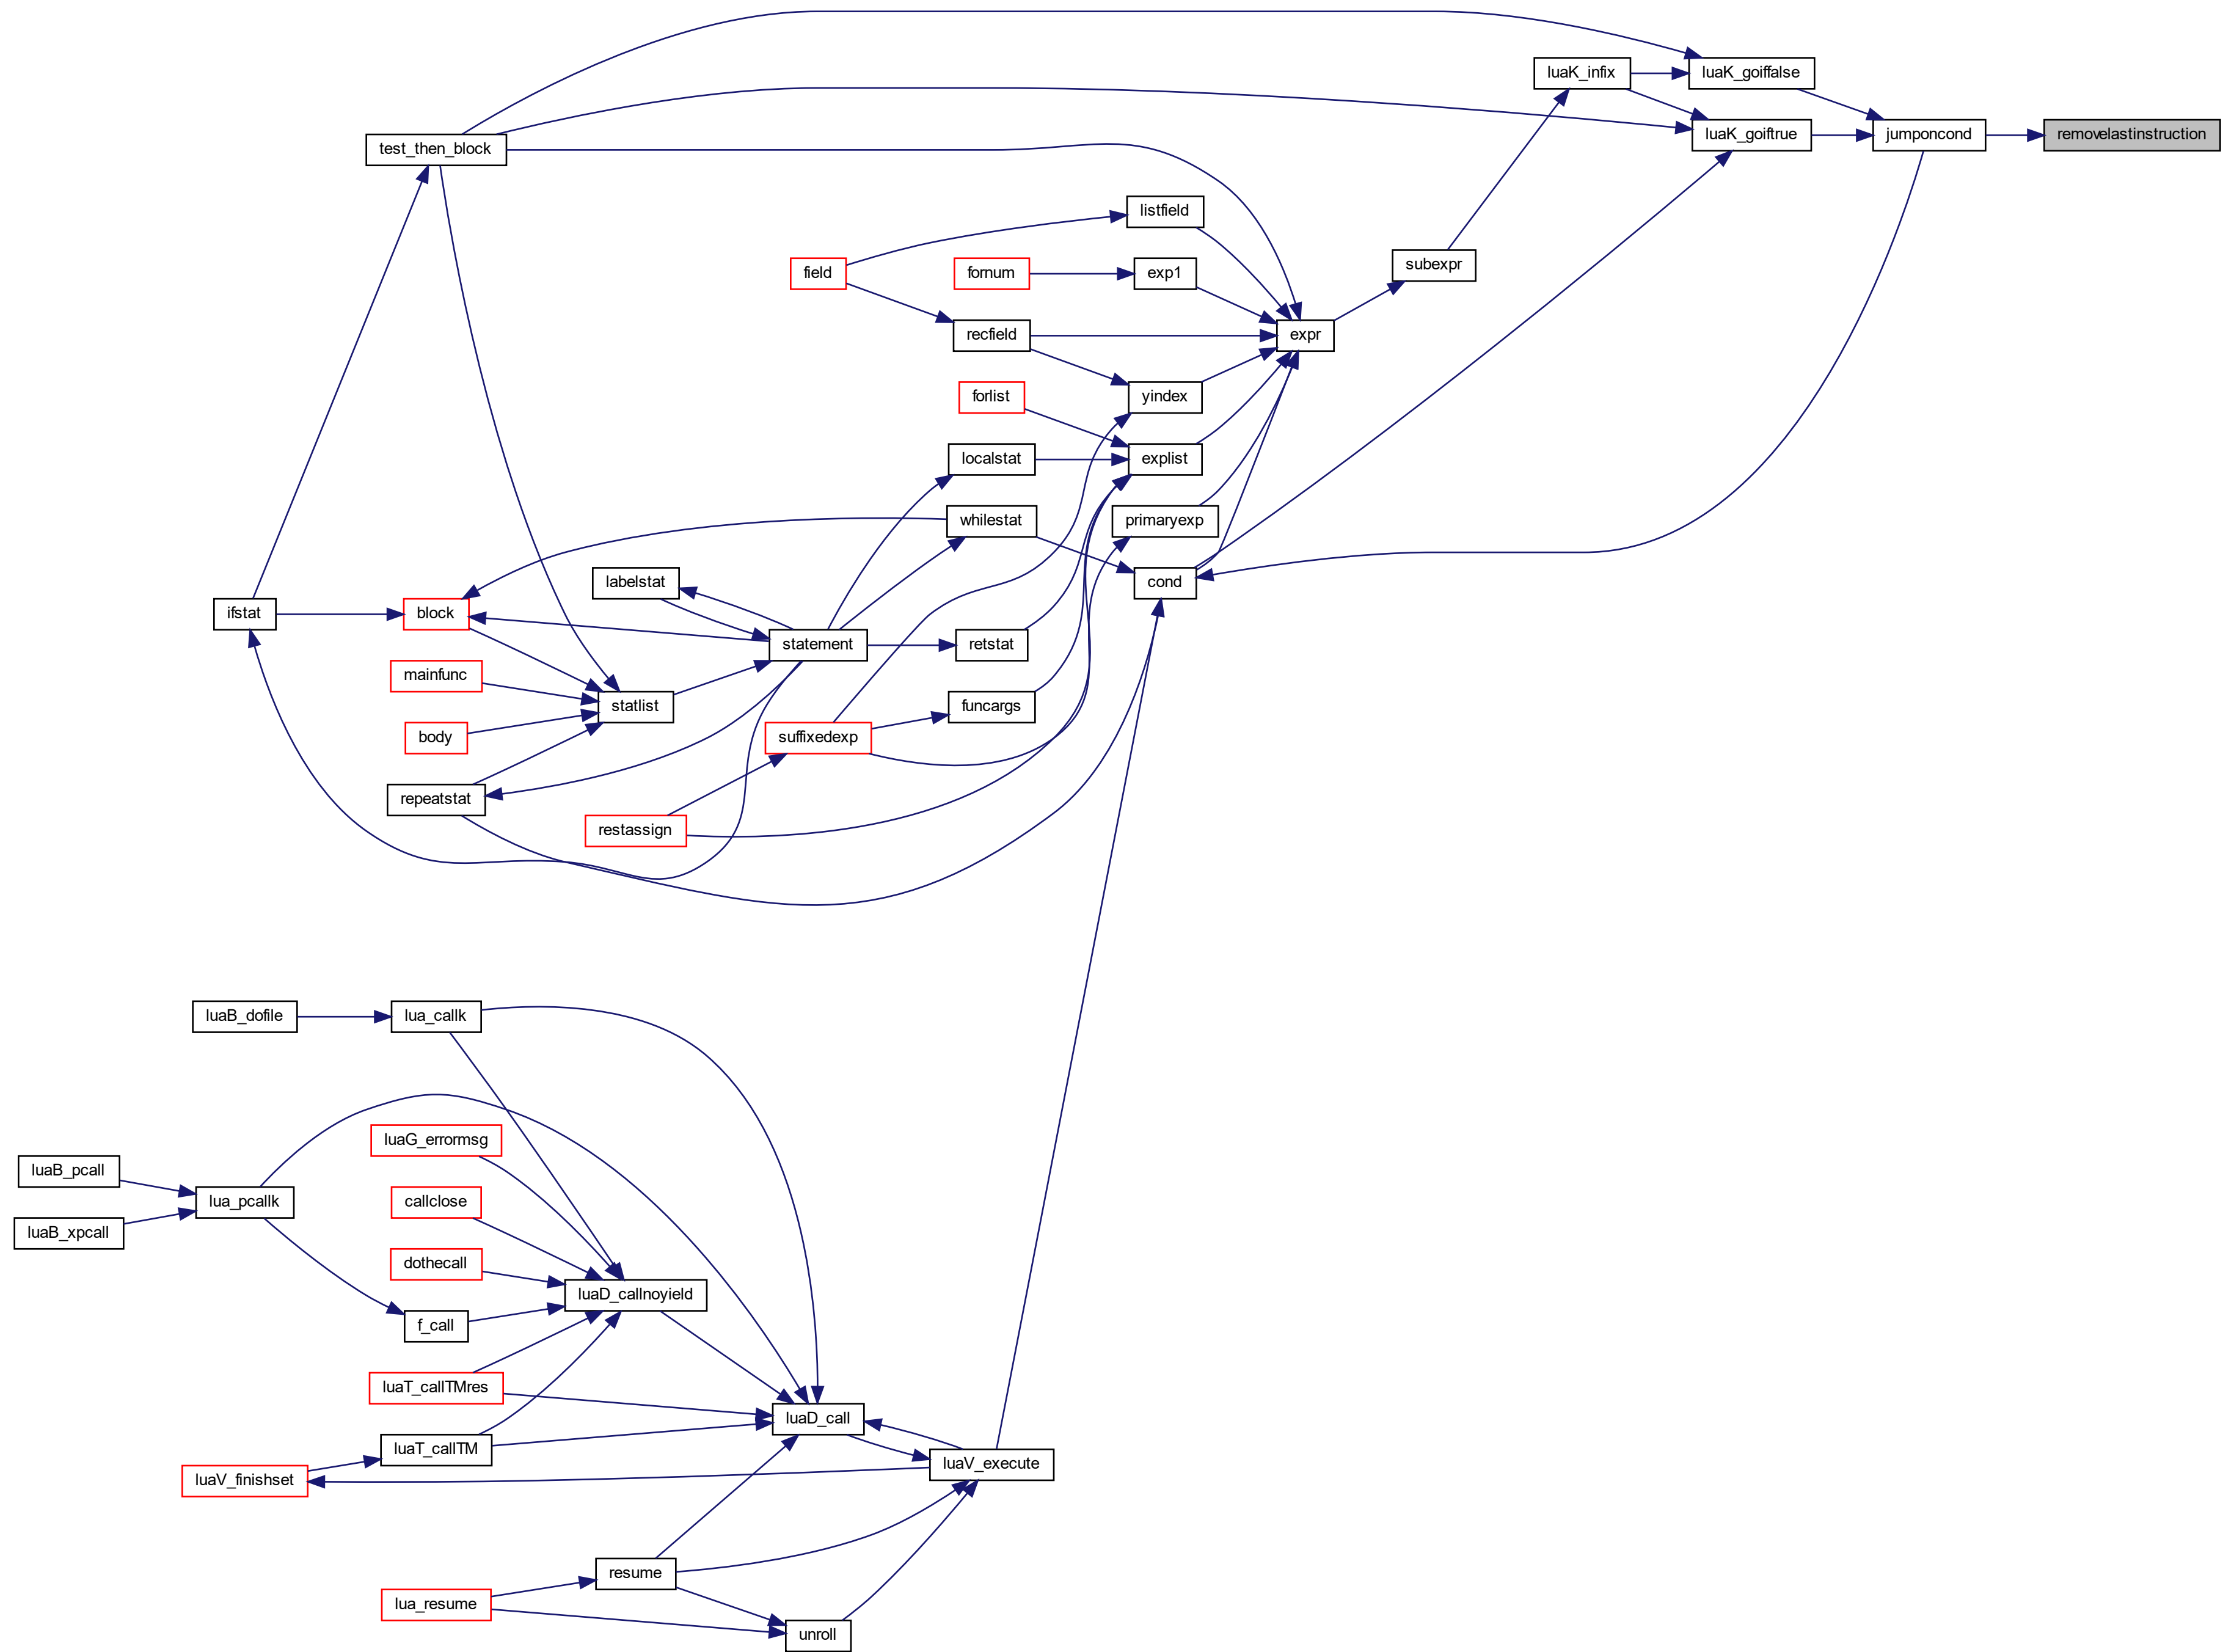 luaK_infix
luaK_goiffalse
test_then_block
luaK_goiftrue
jumponcond
removelastinstruction
listfield
field
fornum
exp1
subexpr
recfield
expr
forlist
yindex
localstat
explist
whilestat
primaryexp
labelstat
cond
ifstat
block
statement
retstat
mainfunc
statlist
funcargs
body
suffixedexp
repeatstat
restassign
luaB_dofile
lua_callk
luaG_errormsg
luaB_pcall
lua_pcallk
callclose
luaB_xpcall
dothecall
luaD_callnoyield
f_call
luaT_callTMres
luaD_call
luaT_callTM
luaV_execute
luaV_finishset
resume
lua_resume
unroll